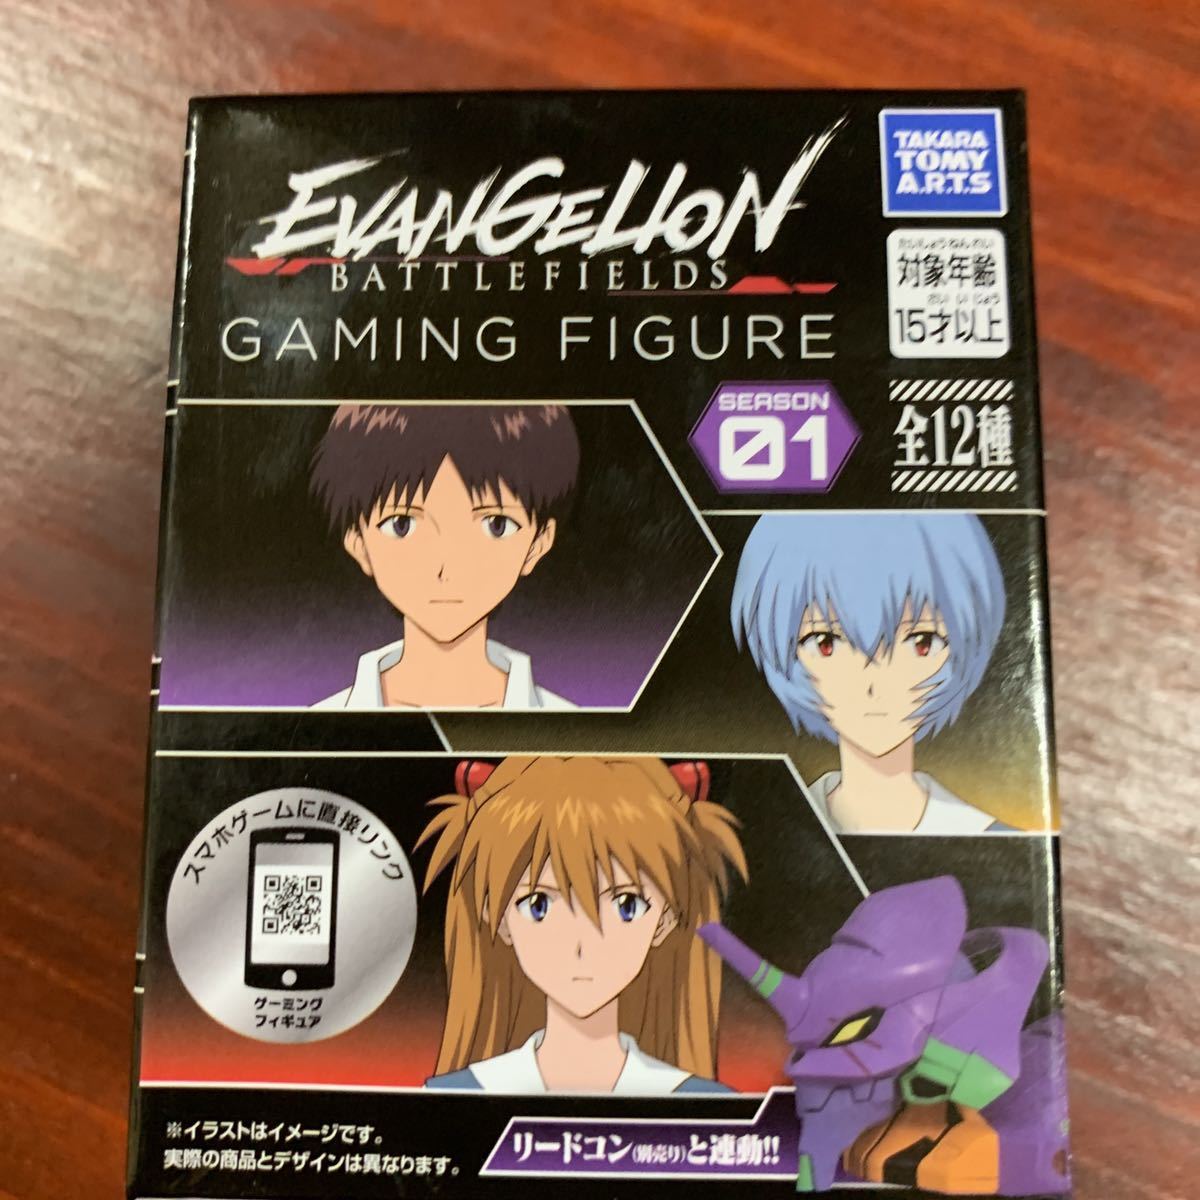 EVANGELION
BATTLEFIELDS
GAMING FIGURE
TAKARA
TOMY
A.R.T.S
たいしょうねんれい
対象年齢
さい いじょう
15才以上
SEASON
01
全12種
スマホゲームに直接リンク
ゲーミング
フィギュア
※イラストはイメージです。
実際の商品とデザインは異なります。
リードコン(別売り)と連動!!